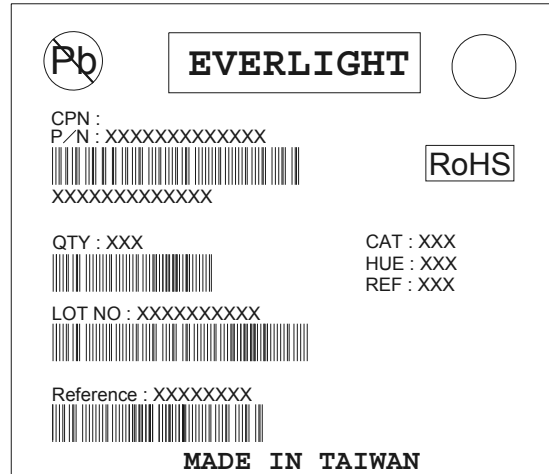 Pb
EVERLIGHT
CPN :
P/N : XXXXXXXXXXXXX
RoHS
XXXXXXXXXXXXX
QTY : XXX
CAT : XXX
HUE : XXX
REF : XXX
LOT NO : XXXXXXXXXX
Reference : XXXXXXXX
MADE IN TAIWAN